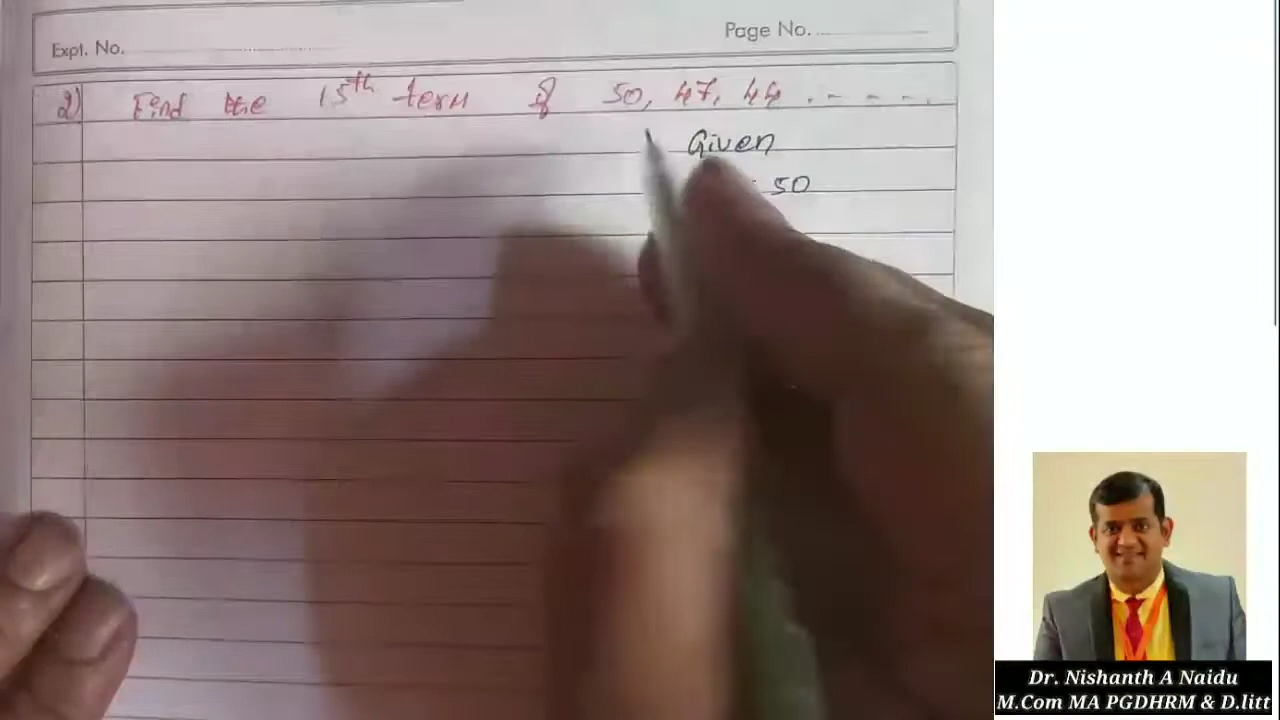 Expt. No.
Page No.
2) Find the 15th term of 50, 47, 44 . - - - - .
Given
50
Dr. Nishanth A Naidu
M.Com MA PGDHRM & D.litt